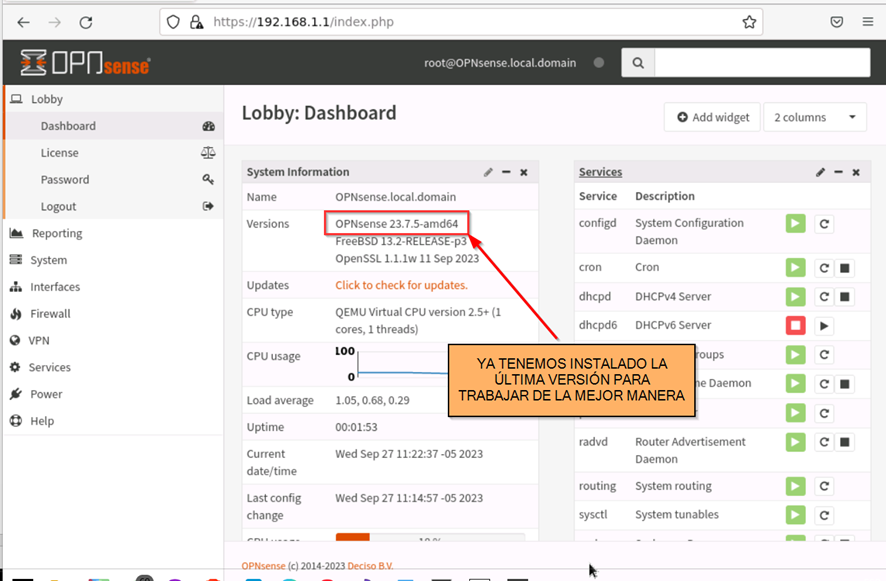 https://192.168.1.1/index.php
OPNsense
root@OPNsense.local.domain
Lobby
Dashboard
License
Password
Logout
Reporting
System
Interfaces
Firewall
VPN
Services
Power
Help
Lobby: Dashboard
Add widget
2 columns
System Information
Name OPNsense.local.domain
Versions OPNsense 23.7.5-amd64
FreeBSD 13.2-RELEASE-p3
OpenSSL 1.1.1w 11 Sep 2023
Updates Click to check for updates.
CPU type QEMU Virtual CPU version 2.5+ (1
cores, 1 threads)
CPU usage 100
0
Load average 1.05, 0.68, 0.29
Uptime 00:01:53
Current
date/time Wed Sep 27 11:22:37 -05 2023
Last config
change Wed Sep 27 11:14:57 -05 2023
YA TENEMOS INSTALADO LA
ÚLTIMA VERSIÓN PARA
TRABAJAR DE LA MEJOR MANERA
Services
Service Description
configd System Configuration
Daemon
cron Cron
dhcpd DHCPv4 Server
dhcpd6 DHCPv6 Server
Daemon
radvd Router Advertisement
Daemon
routing System routing
sysctl System tunables
OPNsense (c) 2014-2023 Deciso B.V.